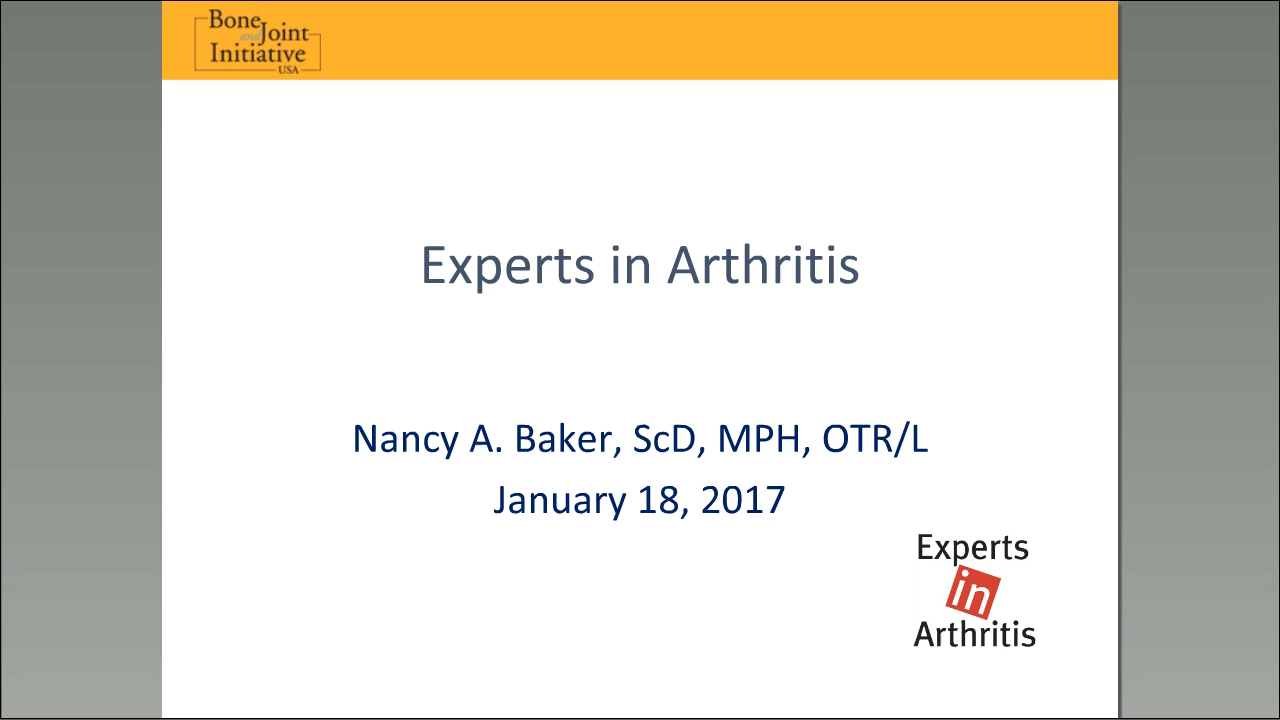 Bone
and Joint
Initiative
USA
Experts in Arthritis
Nancy A. Baker, ScD, MPH, OTR/L
January 18, 2017
Experts
in
Arthritis